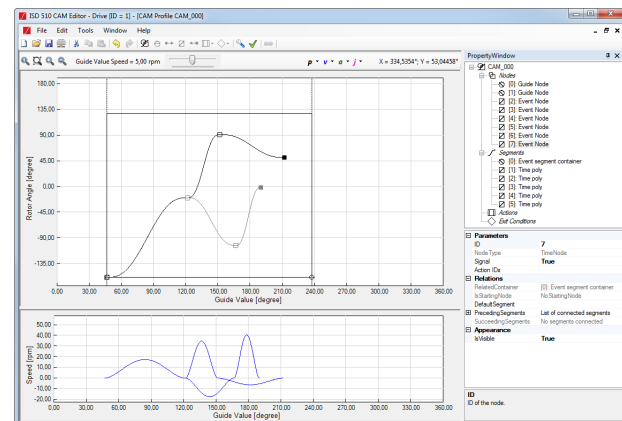 ISD 510 CAM Editor - Drive [ID = 1] - [CAM Profile CAM_000]
File Edit Tools Window Help
Guide Value Speed = 5,00 rpm p v a j X = 334,5354°; Y = 53,04458°
180.00
135.00
90.00
45.00
0.00
-45.00
-90.00
-135.00
Rotor Angle [degree]
0.00 30.00 60.00 90.00 120.00 150.00 180.00 210.00 240.00 270.00 300.00 330.00 360.00
Guide Value [degree]
50.00
40.00
30.00
20.00
10.00
0.00
-10.00
-20.00
Speed [rpm]
0.00 30.00 60.00 90.00 120.00 150.00 180.00 210.00 240.00 270.00 300.00 330.00 360.00
Guide Value [degree]
PropertyWindow
CAM_000
Nodes
[0]: Guide Node
[1]: Guide Node
[2]: Event Node
[3]: Event Node
[4]: Event Node
[5]: Event Node
[6]: Event Node
[7]: Event Node
Segments
[0]: Event segment container
[1]: Time poly
[2]: Time poly
[3]: Time poly
[4]: Time poly
[5]: Time poly
Actions
Exit Conditions
Parameters
ID 7
Node Type TimeNode
Signal True
Action IDs
Relations
RelatedContainer [0]: Event segment container
IsStartingNode NoStartingNode
DefaultSegment
PrecedingSegments List of connected segments
SucceedingSegments No segments connected
Appearance
IsVisible True
ID
ID of the node.